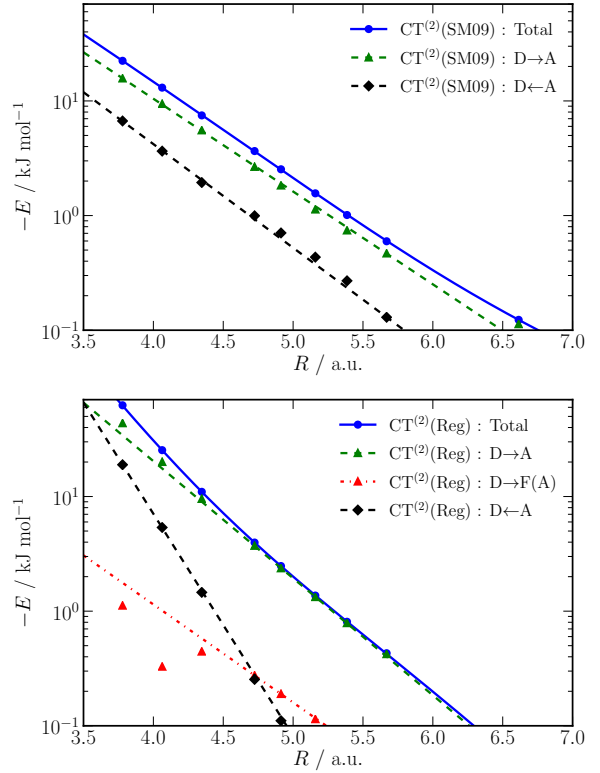 CT⁽²⁾(SM09) : Total
CT⁽²⁾(SM09) : D→A
CT⁽²⁾(SM09) : D←A
−E / kJ mol⁻¹
10¹
10⁰
10⁻¹
3.5 4.0 4.5 5.0 5.5 6.0 6.5 7.0
R / a.u.
CT⁽²⁾(Reg) : Total
CT⁽²⁾(Reg) : D→A
CT⁽²⁾(Reg) : D→F(A)
CT⁽²⁾(Reg) : D←A
−E / kJ mol⁻¹
10¹
10⁰
10⁻¹
3.5 4.0 4.5 5.0 5.5 6.0 6.5 7.0
R / a.u.